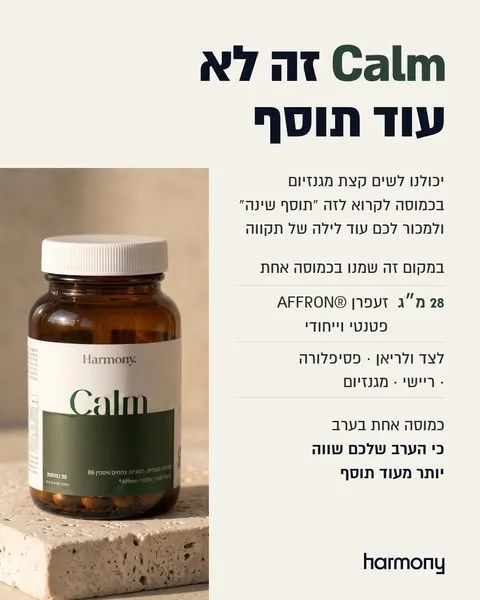 Calm זה לא
עוד תוסף
יכולנו לשים קצת מגנזיום
בכמוסה לקרוא לזה "תוסף שינה"
ולמכור לכם עוד לילה של תקווה
במקום זה שמנו בכמוסה אחת
28 מ"ג זעפרן AFFRON®
פטנטי וייחודי
לצד ולריאן · פסיפלורה
· ריישי · מגנזיום
כמוסה אחת בערב
כי הערב שלכם שווה
יותר מעוד תוסף
harmony
Harmony.
Calm
30 כמוסות